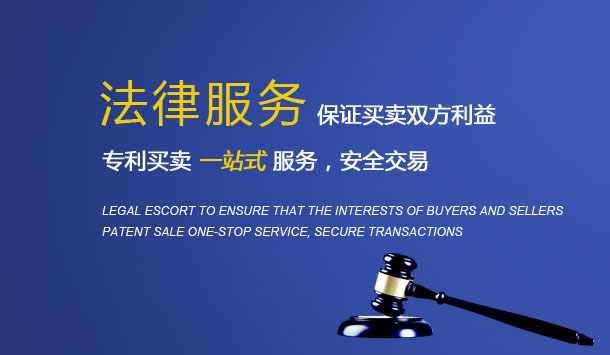 法律服务 保证买卖双方利益
专利买卖 一站式 服务，安全交易
LEGAL ESCORT TO ENSURE THAT THE INTERESTS OF BUYERS AND SELLERS
PATENT SALE ONE-STOP SERVICE, SECURE TRANSACTIONS